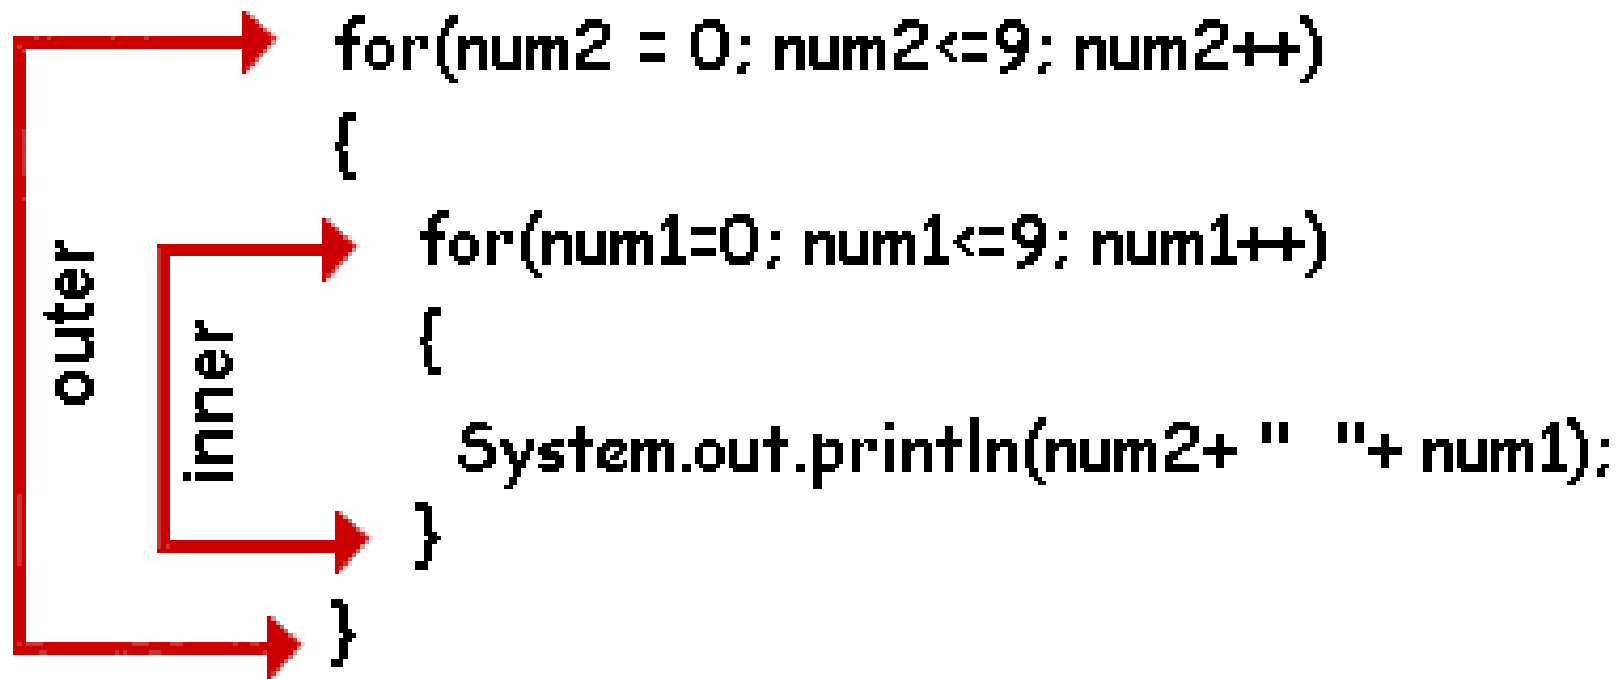 for(num2 = 0; num2<=9; num2++)
{
for(num1=0; num1<=9; num1++)
{
System.out.println(num2+ "  "+ num1);
}
}
outer
inner